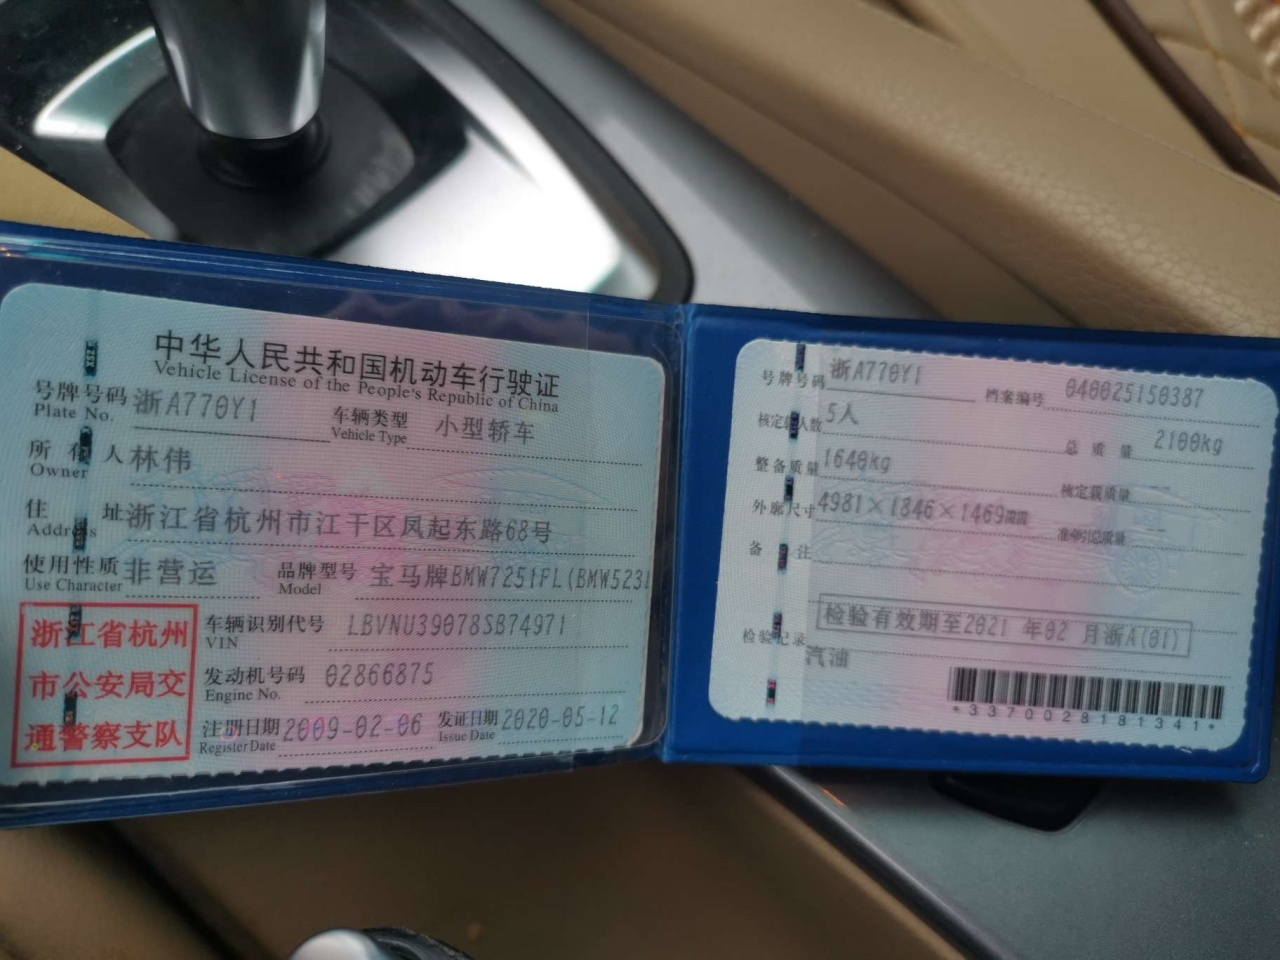 中华人民共和国机动车行驶证
Vehicle License of the People's Republic of China
号牌号码 浙A770Y1 车辆类型 小型轿车
Plate No. Vehicle Type
所有人 林伟
Owner
住址 浙江省杭州市江干区凤起东路68号
Address
使用性质 非营运 品牌型号 宝马牌BMW7251FL(BMW523
Use Character Model
浙江省杭州
市公安局交
通警察支队
车辆识别代号 LBVNU39078SB74971
VIN
发动机号码 02866875
Engine No.
注册日期 2009-02-06 发证日期 2020-05-12
Register Date Issue Date
号牌号码 浙A770Y1 档案编号 040025150387
核定载人数 5人 总质量 2100kg
整备质量 1640kg 核定载质量
外廓尺寸 4981×1846×1469mm 准牵引总质量
备注
检验有效期至2021年02月浙A(01)
检验记录
汽油
*3370028181341*